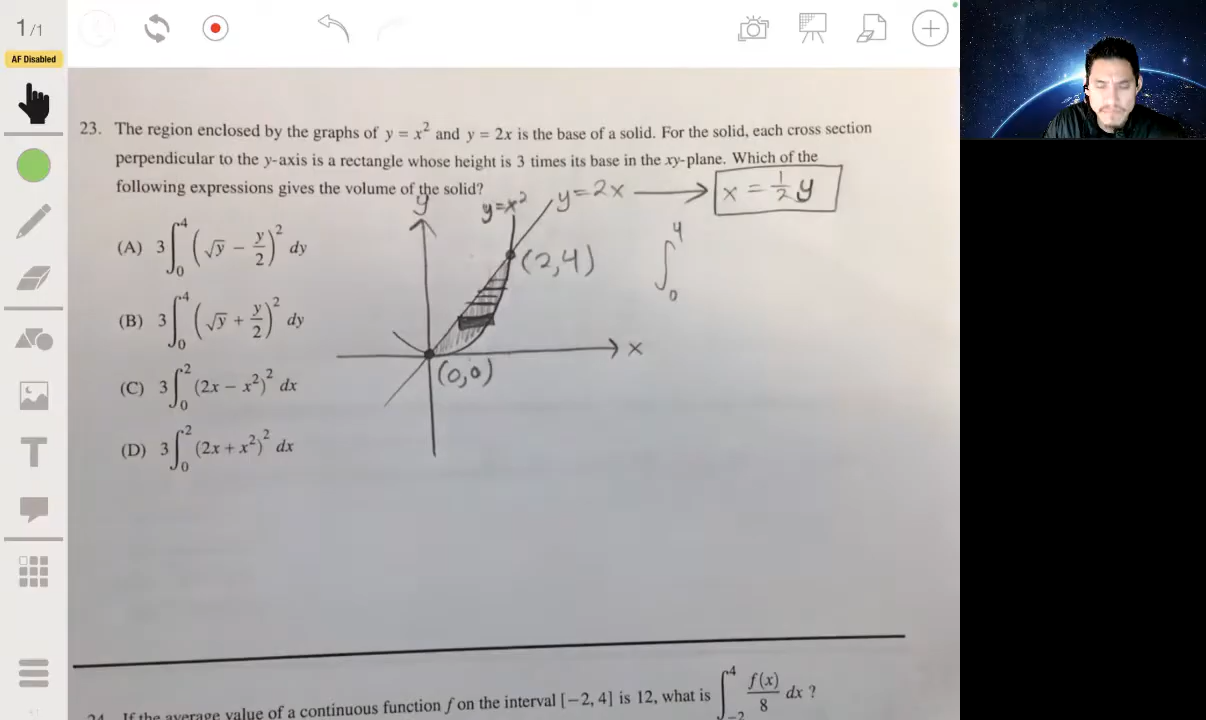 1/1
AF Disabled
23. The region enclosed by the graphs of y = x² and y = 2x is the base of a solid. For the solid, each cross section
perpendicular to the y-axis is a rectangle whose height is 3 times its base in the xy-plane. Which of the
following expressions gives the volume of the solid?
(A) 3∫₀⁴ (√y − y/2)² dy
(B) 3∫₀⁴ (√y + y/2)² dy
(C) 3∫₀² (2x − x²)² dx
(D) 3∫₀² (2x + x²)² dx
y
y=x²
y=2x → x = ½y
(2,4)
∫₀⁴
x
(0,0)
T
24. If the average value of a continuous function f on the interval [−2, 4] is 12, what is ∫₋₂⁴ f(x)/8 dx ?